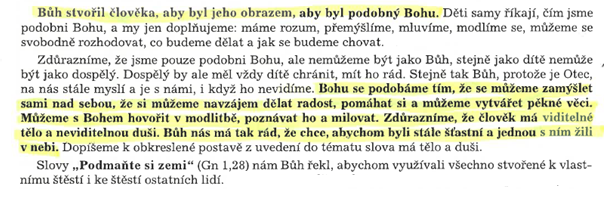 Bůh stvořil člověka, aby byl jeho obrazem, aby byl podobný Bohu. Děti samy říkají, čím jsme
podobni Bohu, a my jen doplňujeme: máme rozum, přemýšlíme, mluvíme, modlíme se, můžeme se
svobodně rozhodovat, co budeme dělat a jak se budeme chovat.
Zdůrazníme, že jsme pouze podobni Bohu, ale nemůžeme být jako Bůh, stejně jako dítě nemůže
být jako dospělý. Dospělý by ale měl vždy dítě chránit, mít ho rád. Stejně tak Bůh, protože je Otec,
na nás stále myslí a je s námi, i když ho nevidíme. Bohu se podobáme tím, že se můžeme zamýšlet
sami nad sebou, že si můžeme navzájem dělat radost, pomáhat si a můžeme vytvářet pěkné věci.
Můžeme s Bohem hovořit v modlitbě, poznávat ho a milovat. Zdůrazníme, že člověk má viditelné
tělo a neviditelnou duši. Bůh nás má tak rád, že chce, abychom byli stále šťastní a jednou s ním žili
v nebi. Dopíšeme k obkreslené postavě z uvedení do tématu slova má tělo a duši.
Slovy „Podmaňte si zemi“ (Gn 1,28) nám Bůh řekl, abychom využívali všechno stvořené k vlast-
nímu štěstí i ke štěstí ostatních lidí.